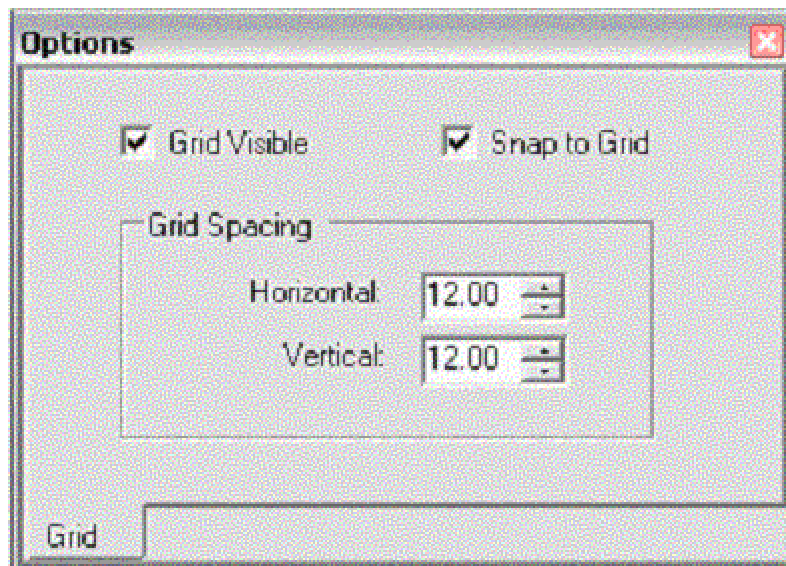 Options
Grid Visible Snap to Grid
Grid Spacing
Horizontal: 12.00
Vertical: 12.00
Grid